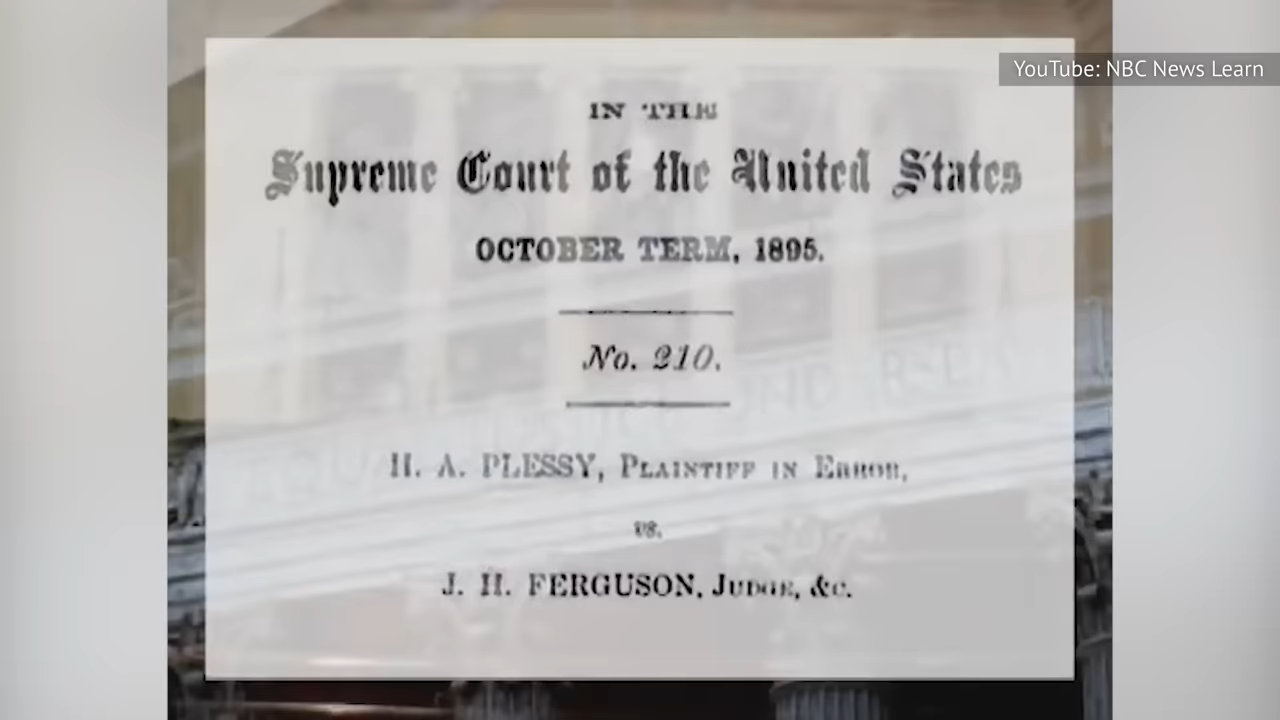 YouTube: NBC News Learn
IN THE
Supreme Court of the United States
OCTOBER TERM, 1895.
No. 210.
H. A. PLESSY, PLAINTIFF IN ERROR,
vs.
J. H. FERGUSON, JUDGE, &c.